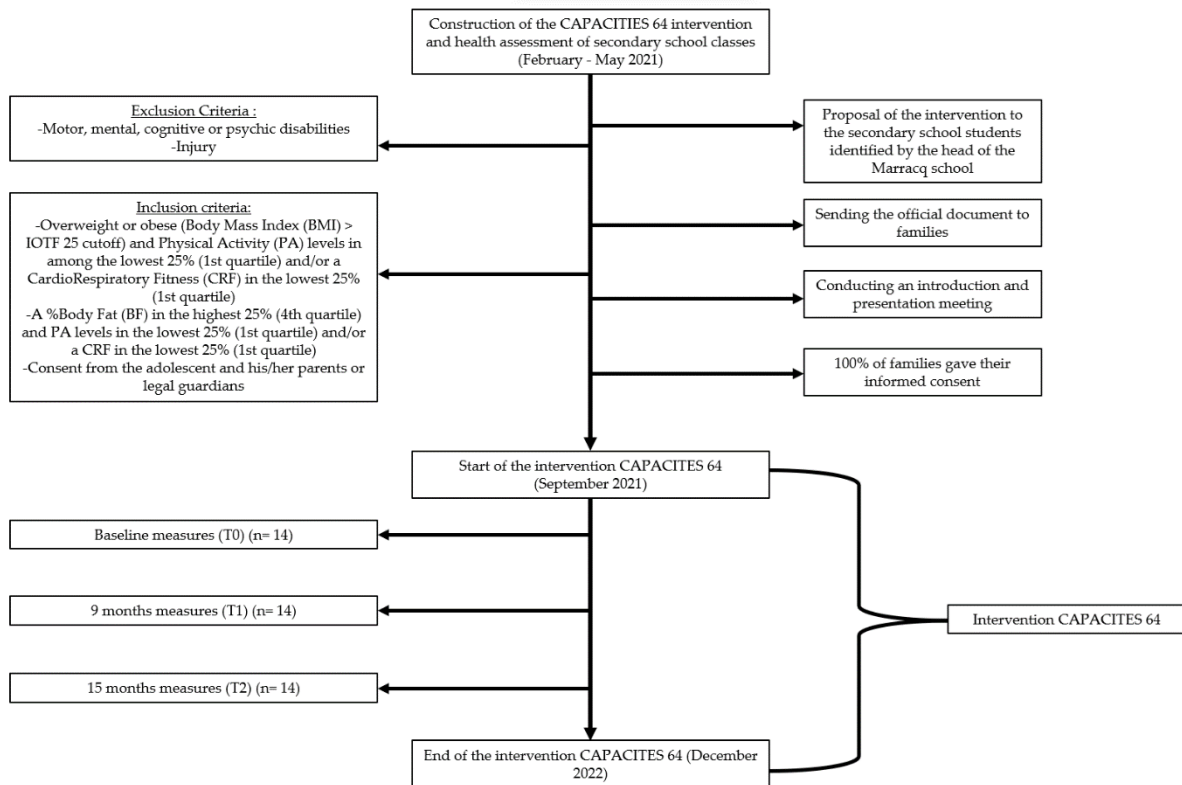 Construction of the CAPACITIES 64 intervention
and health assessment of secondary school classes
(February - May 2021)
Exclusion Criteria :
-Motor, mental, cognitive or psychic disabilities
-Injury
Proposal of the intervention to
the secondary school students
identified by the head of the
Marracq school
Inclusion criteria:
-Overweight or obese (Body Mass Index (BMI) >
IOTF 25 cutoff) and Physical Activity (PA) levels in
among the lowest 25% (1st quartile) and/or a
CardioRespiratory Fitness (CRF) in the lowest 25%
(1st quartile)
-A %Body Fat (BF) in the highest 25% (4th quartile)
and PA levels in the lowest 25% (1st quartile) and/or
a CRF in the lowest 25% (1st quartile)
-Consent from the adolescent and his/her parents or
legal guardians
Sending the official document to
families
Conducting an introduction and
presentation meeting
100% of families gave their
informed consent
Start of the intervention CAPACITES 64
(September 2021)
Baseline measures (T0) (n= 14)
9 months measures (T1) (n= 14)
Intervention CAPACITES 64
15 months measures (T2) (n= 14)
End of the intervention CAPACITES 64 (December
2022)